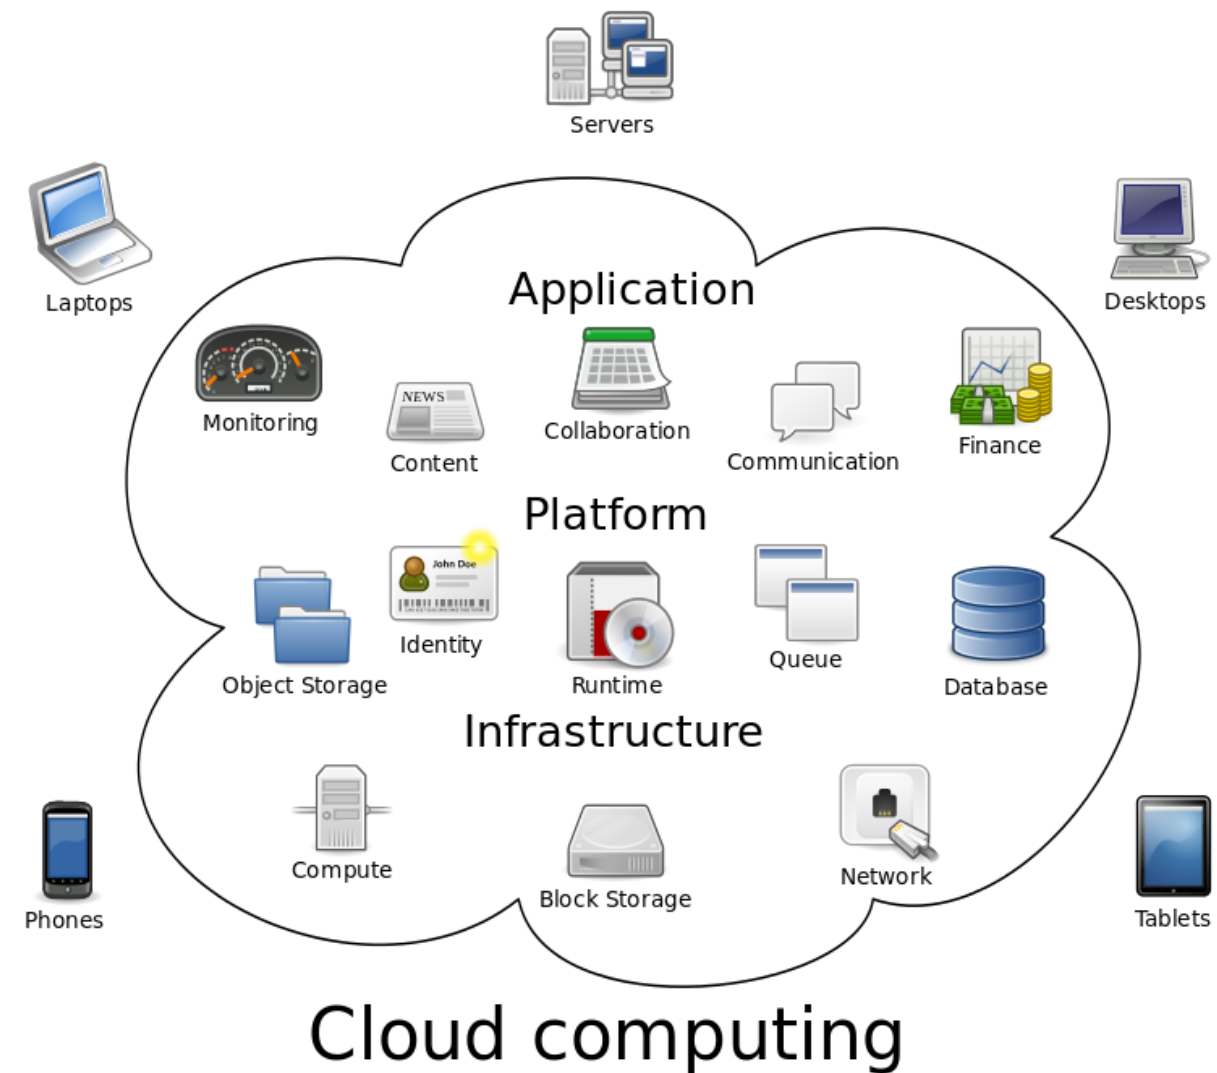 Servers
Laptops
Desktops
Application
Monitoring
NEWS
Content
Collaboration
Communication
Finance
Platform
John Doe
Object Storage
Identity
Runtime
Queue
Database
Infrastructure
Compute
Block Storage
Network
Phones
Tablets
Cloud computing